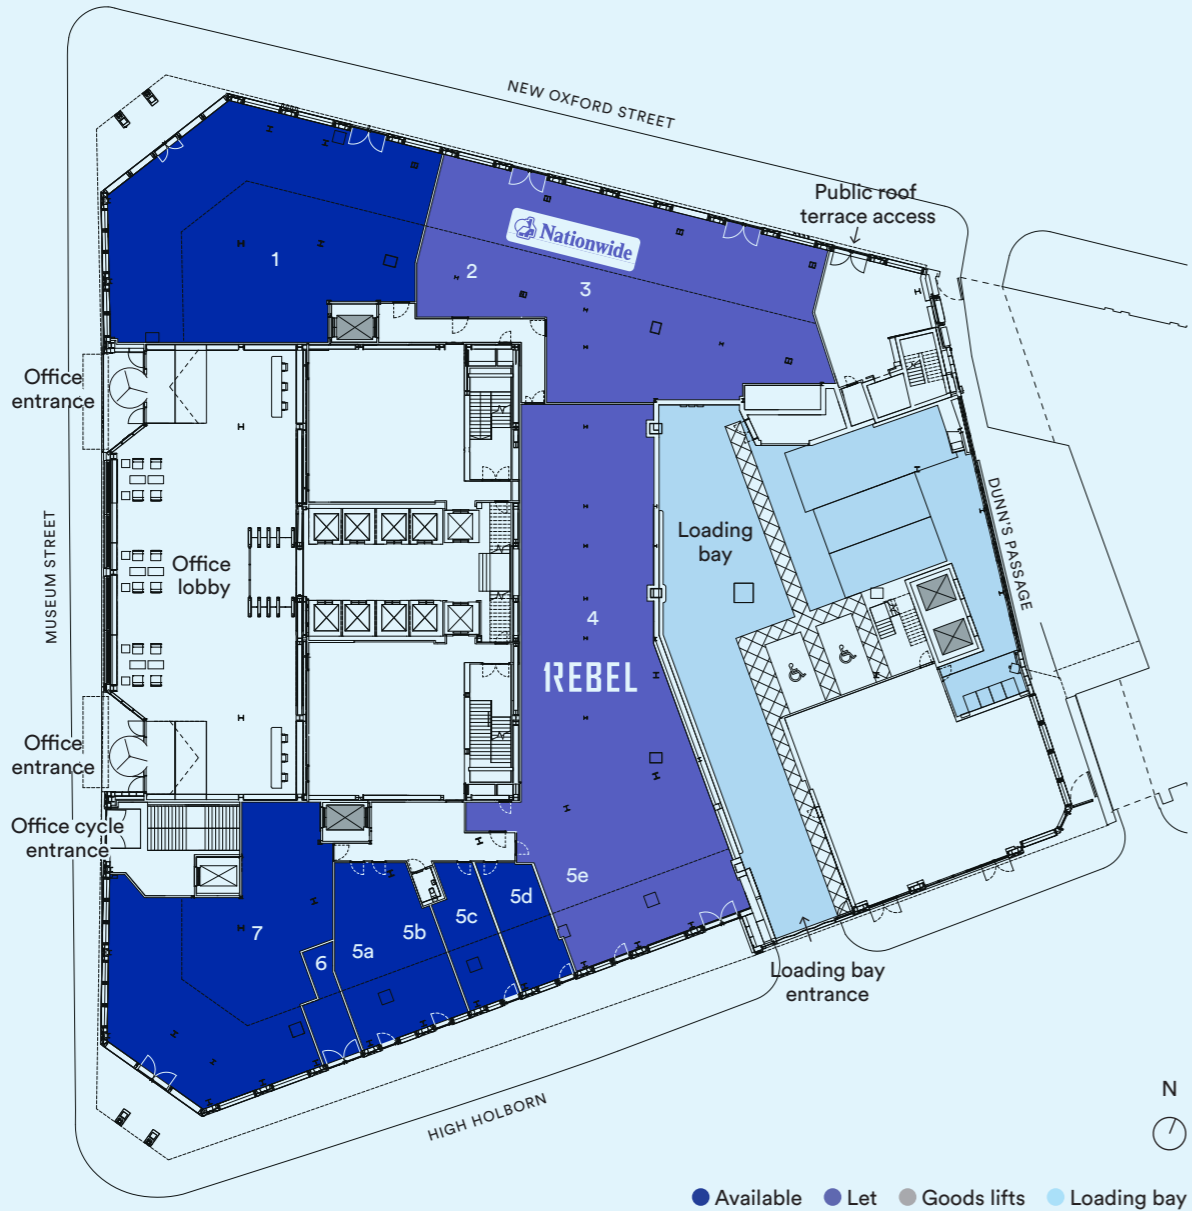 NEW OXFORD STREET
Public roof
terrace access
Nationwide
1
2
3
Office
entrance
MUSEUM STREET
Office
lobby
Loading
bay
DUNN'S PASSAGE
4
1REBEL
Office
entrance
Office cycle
entrance
5e
5d
5c
5b
5a
6
7
Loading bay
entrance
HIGH HOLBORN
N
Available
Let
Goods lifts
Loading bay